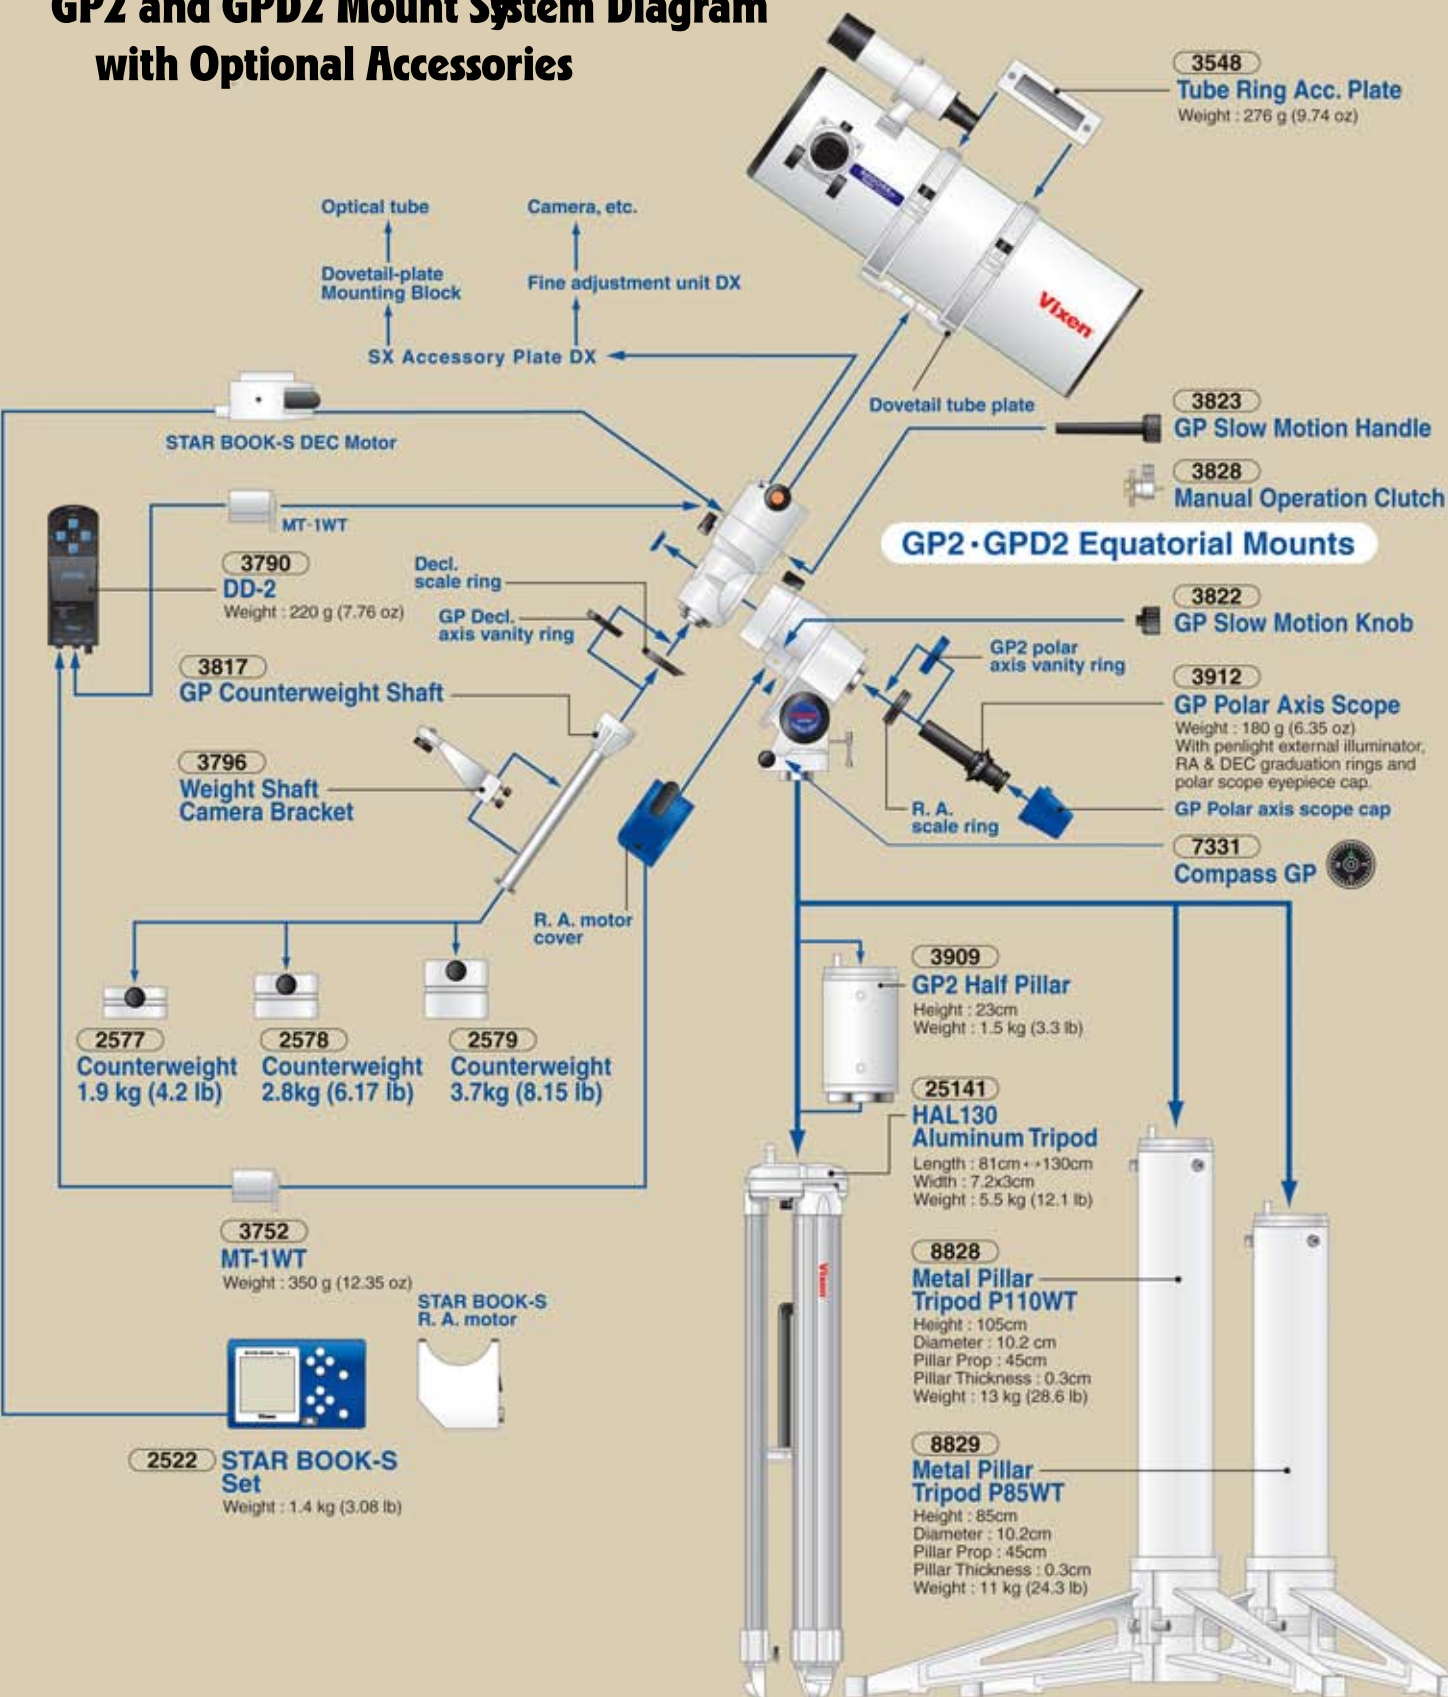 GP2 and GPD2 Mount System Diagram
with Optional Accessories
3548
Tube Ring Acc. Plate
Weight : 276 g (9.74 oz)
Optical tube
Camera, etc.
Dovetail-plate
Mounting Block
Fine adjustment unit DX
SX Accessory Plate DX
Vixen
Dovetail tube plate
STAR BOOK-S DEC Motor
3823
GP Slow Motion Handle
3828
Manual Operation Clutch
MT-1WT
GP2・GPD2 Equatorial Mounts
3790
DD-2
Weight : 220 g (7.76 oz)
Decl.
scale ring
GP Decl.
axis vanity ring
3822
GP Slow Motion Knob
GP2 polar
axis vanity ring
3817
GP Counterweight Shaft
3912
GP Polar Axis Scope
Weight : 180 g (6.35 oz)
With penlight external illuminator,
RA & DEC graduation rings and
polar scope eyepiece cap.
3796
Weight Shaft
Camera Bracket
R. A.
scale ring
GP Polar axis scope cap
7331
Compass GP
R. A. motor
cover
2577
Counterweight
1.9 kg (4.2 lb)
2578
Counterweight
2.8kg (6.17 lb)
2579
Counterweight
3.7kg (8.15 lb)
3909
GP2 Half Pillar
Height : 23cm
Weight : 1.5 kg (3.3 lb)
25141
HAL130
Aluminum Tripod
Length : 81cm↔130cm
Width : 7.2x3cm
Weight : 5.5 kg (12.1 lb)
3752
MT-1WT
Weight : 350 g (12.35 oz)
STAR BOOK-S
R. A. motor
Vixen
8828
Metal Pillar
Tripod P110WT
Height : 105cm
Diameter : 10.2 cm
Pillar Prop : 45cm
Pillar Thickness : 0.3cm
Weight : 13 kg (28.6 lb)
2522
STAR BOOK-S
Set
Weight : 1.4 kg (3.08 lb)
8829
Metal Pillar
Tripod P85WT
Height : 85cm
Diameter : 10.2cm
Pillar Prop : 45cm
Pillar Thickness : 0.3cm
Weight : 11 kg (24.3 lb)